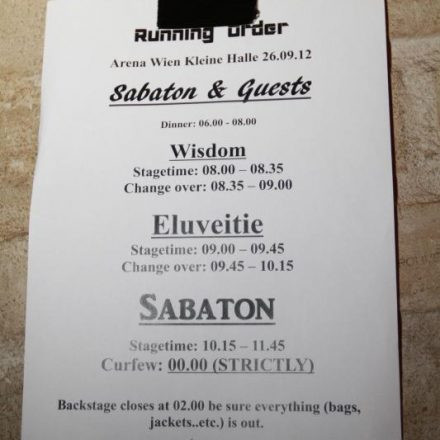 Running Order
Arena Wien Kleine Halle 26.09.12
Sabaton & Guests
Dinner: 06.00 - 08.00
Wisdom
Stagetime: 08.00 – 08.35
Change over: 08.35 – 09.00
Eluveitie
Stagetime: 09.00 – 09.45
Change over: 09.45 – 10.15
SABATON
Stagetime: 10.15 – 11.45
Curfew: 00.00 (STRICTLY)
Backstage closes at 02.00 be sure everything (bags,
jackets..etc.) is out.